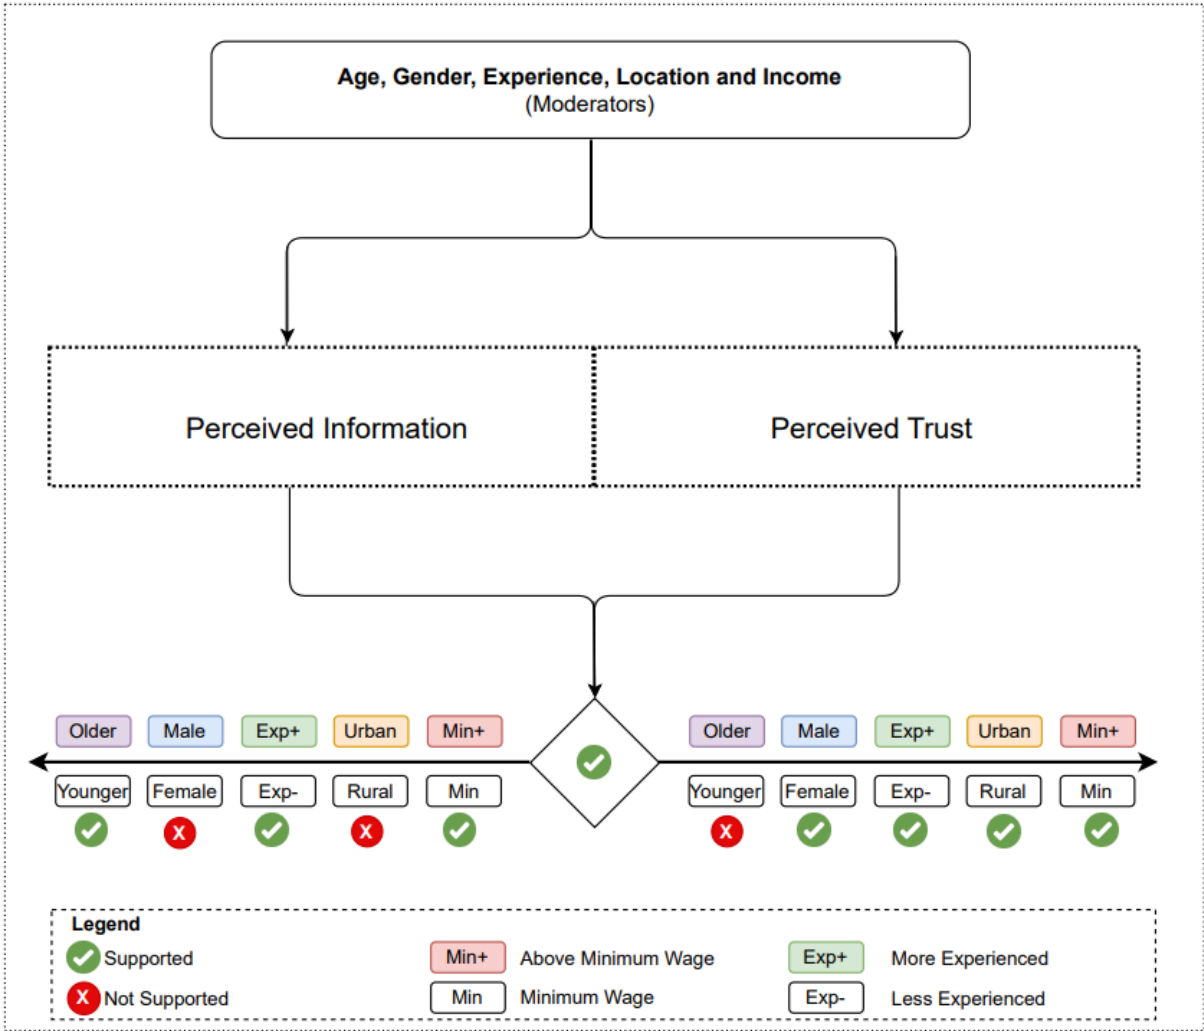 Age, Gender, Experience, Location and Income
(Moderators)
Perceived Information
Perceived Trust
Older Male Exp+ Urban Min+
Older Male Exp+ Urban Min+
Younger Female Exp- Rural Min
Younger Female Exp- Rural Min
X X
X
Legend
Supported
Min+ Above Minimum Wage
Exp+ More Experienced
X Not Supported
Min Minimum Wage
Exp- Less Experienced